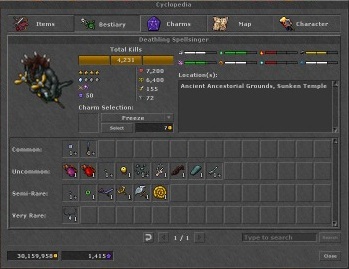 Cyclopedia
Items
Bestiary
Charms
Map
Character
Deathling Spellsinger
Total Kills
4,231
7,200
6,400
155
50
72
Charm Selection:
Freeze
Select
7
Location(s):
Ancient Ancestorial Grounds, Sunken Temple
Common:
Uncommon:
Semi-Rare:
Very Rare:
1 / 1
Type to search
30,159,958
1,415
Close